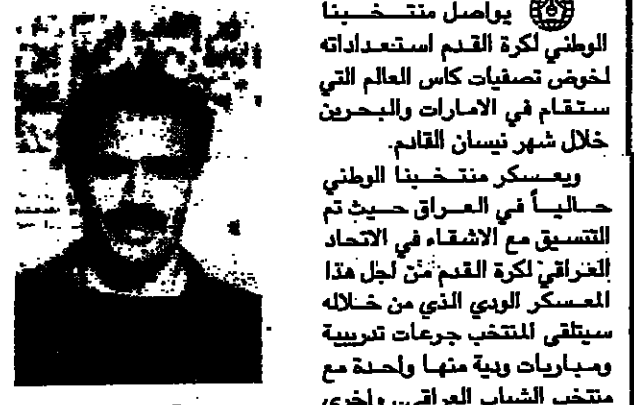 يواصل منتخبنا
الوطني لكرة القدم استعداداته
لخوض تصفيات كاس العالم التي
ستقام في الامارات والبحرين
خلال شهر نيسان القادم.
ويعسكر منتخبنا الوطني
حالياً في العراق حيث تم
التنسيق مع الاشقاء في الاتحاد
العراقي لكرة القدم من اجل هذا
المعسكر الودي الذي من خلاله
سيتلقى المنتخب جرعات تدريبية
ومباريات ودية منها واحدة مع
منتخب الشباب العراقي.. واخرى